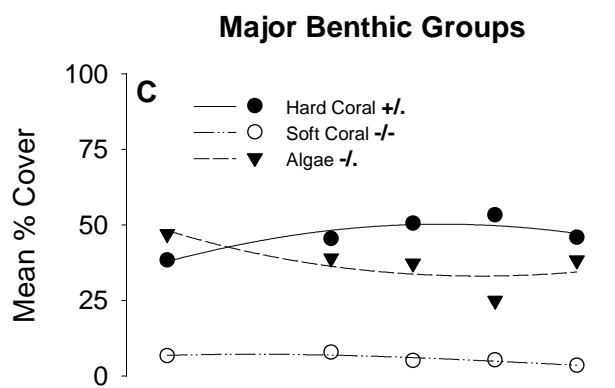 Major Benthic Groups
100
C
Hard Coral +/.
Soft Coral -/-
Algae -/.
75
50
25
0
Mean % Cover